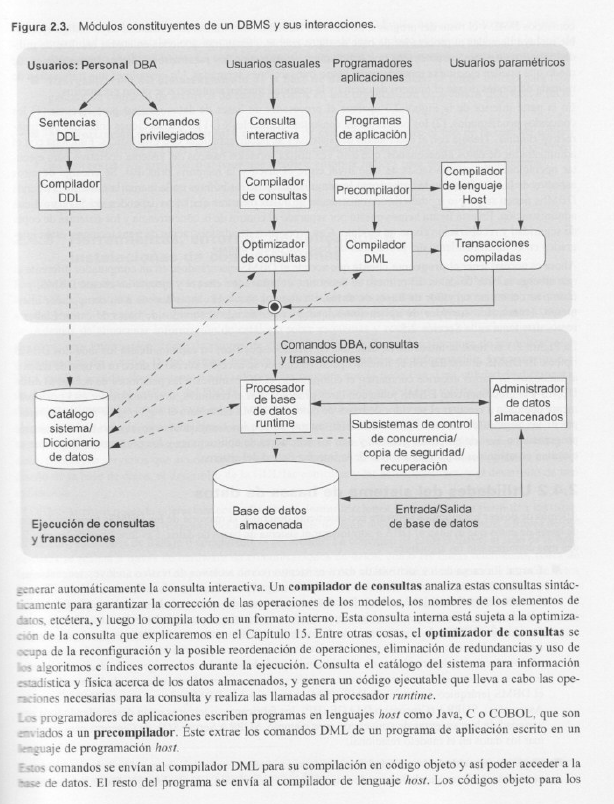 Figura 2.3. Módulos constituyentes de un DBMS y sus interacciones.
Usuarios: Personal DBA
Usuarios casuales
Programadores
aplicaciones
Usuarios paramétricos
Sentencias
DDL
Comandos
privilegiados
Consulta
interactiva
Programas
de aplicación
Compilador
DDL
Compilador
de consultas
Precompilador
Compilador
de lenguaje
Host
Optimizador
de consultas
Compilador
DML
Transacciones
compiladas
Comandos DBA, consultas
y transacciones
Catálogo
sistema/
Diccionario
de datos
Procesador
de base
de datos
runtime
Administrador
de datos
almacenados
Subsistemas de control
de concurrencia/
copia de seguridad/
recuperación
Base de datos
almacenada
Entrada/Salida
de base de datos
Ejecución de consultas
y transacciones
generar automáticamente la consulta interactiva. Un compilador de consultas analiza estas consultas sintác-
ticamente para garantizar la corrección de las operaciones de los modelos, los nombres de los elementos de
datos, etcétera, y luego lo compila todo en un formato interno. Esta consulta interna está sujeta a la optimiza-
ción de la consulta que explicaremos en el Capítulo 15. Entre otras cosas, el optimizador de consultas se
ocupa de la reconfiguración y la posible reordenación de operaciones, eliminación de redundancias y uso de
los algoritmos e índices correctos durante la ejecución. Consulta el catálogo del sistema para información
estadística y física acerca de los datos almacenados, y genera un código ejecutable que lleva a cabo las ope-
raciones necesarias para la consulta y realiza las llamadas al procesador runtime.
Los programadores de aplicaciones escriben programas en lenguajes host como Java, C o COBOL, que son
enviados a un precompilador. Éste extrae los comandos DML de un programa de aplicación escrito en un
lenguaje de programación host.
Estos comandos se envían al compilador DML para su compilación en código objeto y así poder acceder a la
base de datos. El resto del programa se envía al compilador de lenguaje host. Los códigos objeto para los